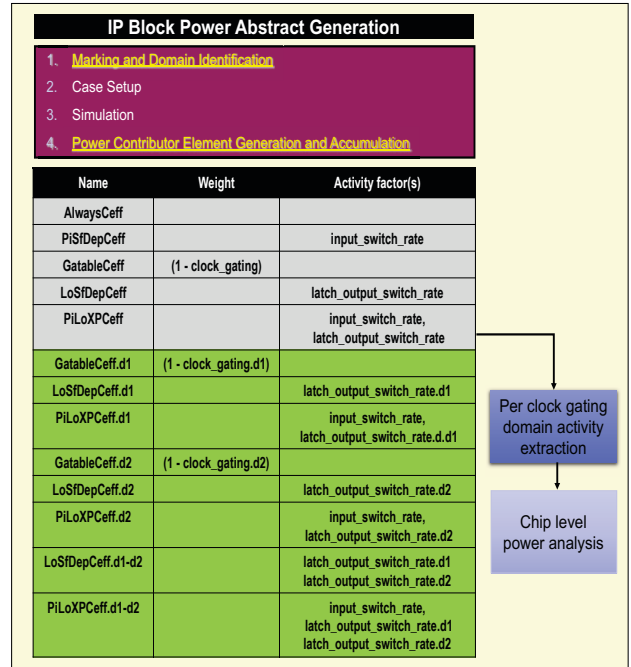 IP Block Power Abstract Generation
1. Marking and Domain Identification
2. Case Setup
3. Simulation
4. Power Contributor Element Generation and Accumulation
Name Weight Activity factor(s)
AlwaysCeff
PiSfDepCeff input_switch_rate
GatableCeff (1 - clock_gating)
LoSfDepCeff latch_output_switch_rate
PiLoXPCeff input_switch_rate,
latch_output_switch_rate
GatableCeff.d1 (1 - clock_gating.d1)
LoSfDepCeff.d1 latch_output_switch_rate.d1
PiLoXPCeff.d1 input_switch_rate,
latch_output_switch_rate.d.d1
GatableCeff.d2 (1 - clock_gating.d2)
LoSfDepCeff.d2 latch_output_switch_rate.d2
PiLoXPCeff.d2 input_switch_rate,
latch_output_switch_rate.d2
LoSfDepCeff.d1-d2 latch_output_switch_rate.d1
latch_output_switch_rate.d2
PiLoXPCeff.d1-d2 input_switch_rate,
latch_output_switch_rate.d1
latch_output_switch_rate.d2
Per clock gating
domain activity
extraction
Chip level
power analysis